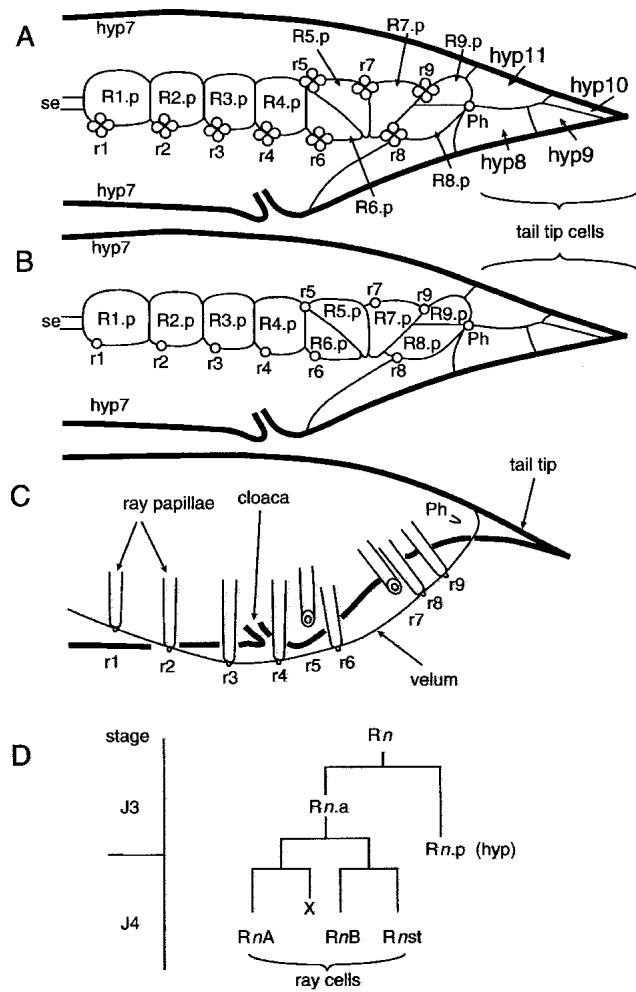 A
hyp7
R5.p
R7.p
R9.p
hyp11
hyp10
r5
r7
r9
se
R1.p
R2.p
R3.p
R4.p
Ph
r1
r2
r3
r4
r6
r8
hyp8
hyp9
R6.p
R8.p
hyp7
tail tip cells
B
hyp7
r5
r7
r9
se
R1.p
R2.p
R3.p
R4.p
R5.p
R7.p
R9.p
R6.p
R8.p
Ph
r1
r2
r3
r4
r6
r8
hyp7
C
ray papillae
cloaca
Ph
tail tip
r1
r2
r3
r4
r5
r6
r7
r8
r9
velum
D
stage
Rn
J3
Rn.a
Rn.p (hyp)
J4
X
RnA
RnB
Rnst
ray cells